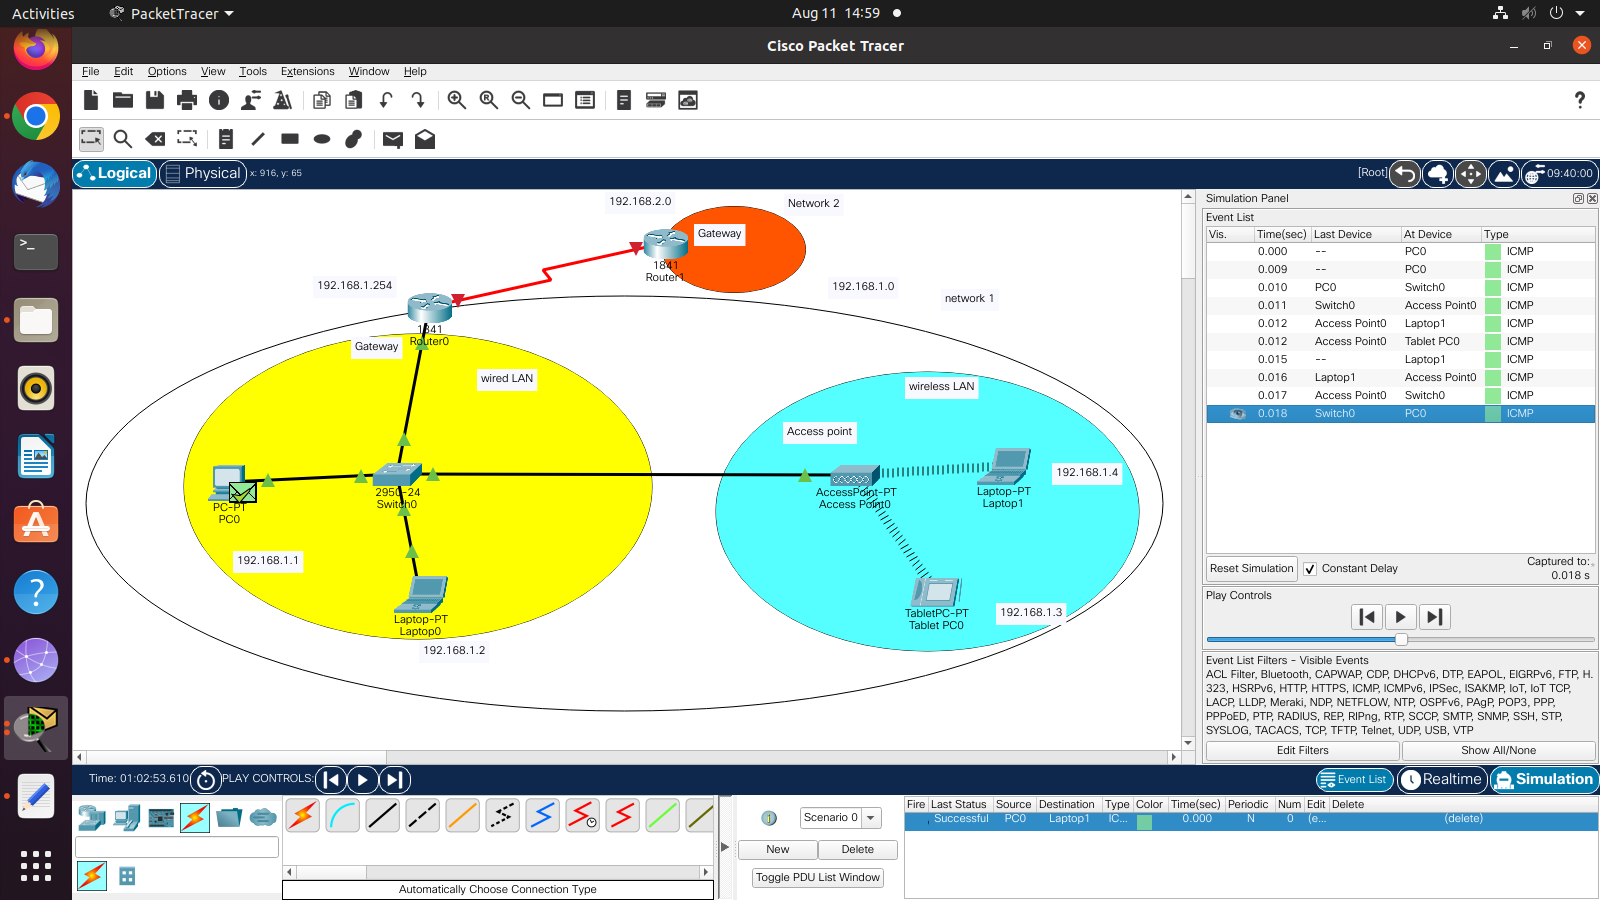 Activities
PacketTracer
Aug 11 14:59
Cisco Packet Tracer
File Edit Options View Tools Extensions Window Help
?
Logical
Physical
x: 916, y: 65
[Root]
09:40:00
192.168.2.0
Network 2
Gateway
1841
Router1
192.168.1.254
192.168.1.0
network 1
1841
Router0
Gateway
wired LAN
wireless LAN
Access point
2950-24
Switch0
PC-PT
PC0
192.168.1.1
Laptop-PT
Laptop0
192.168.1.2
AccessPoint-PT
Access Point0
Laptop-PT
Laptop1
192.168.1.4
TabletPC-PT
Tablet PC0
192.168.1.3
Simulation Panel
Event List
Vis. Time(sec) Last Device At Device Type
0.000 -- PC0 ICMP
0.009 -- PC0 ICMP
0.010 PC0 Switch0 ICMP
0.011 Switch0 Access Point0 ICMP
0.012 Access Point0 Laptop1 ICMP
0.012 Access Point0 Tablet PC0 ICMP
0.015 -- Laptop1 ICMP
0.016 Laptop1 Access Point0 ICMP
0.017 Access Point0 Switch0 ICMP
0.018 Switch0 PC0 ICMP
Reset Simulation
Constant Delay
Captured to:
0.018 s
Play Controls
Event List Filters - Visible Events
ACL Filter, Bluetooth, CAPWAP, CDP, DHCPv6, DTP, EAPOL, EIGRPv6, FTP, H.
323, HSRPv6, HTTP, HTTPS, ICMP, ICMPv6, IPSec, ISAKMP, IoT, IoT TCP,
LACP, LLDP, Meraki, NDP, NETFLOW, NTP, OSPFv6, PAgP, POP3, PPP,
PPPoED, PTP, RADIUS, REP, RIPng, RTP, SCCP, SMTP, SNMP, SSH, STP,
SYSLOG, TACACS, TCP, TFTP, Telnet, UDP, USB, VTP
Edit Filters
Show All/None
Time: 01:02:53.610
PLAY CONTROLS:
Event List
Realtime
Simulation
Automatically Choose Connection Type
Scenario 0
New
Delete
Toggle PDU List Window
Fire Last Status Source Destination Type Color Time(sec) Periodic Num Edit Delete
Successful PC0 Laptop1 IC... 0.000 N 0 (e... (delete)